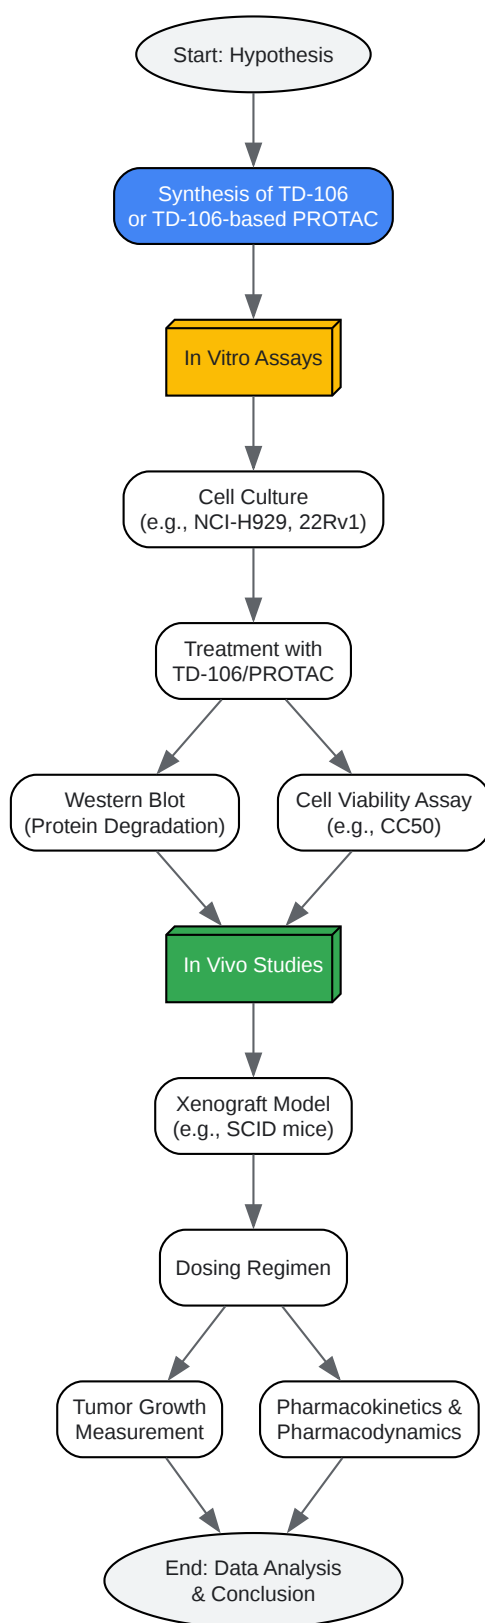 Start: Hypothesis
Synthesis of TD-106
or TD-106-based PROTAC
In Vitro Assays
Cell Culture
(e.g., NCI-H929, 22Rv1)
Treatment with
TD-106/PROTAC
Western Blot
(Protein Degradation)
Cell Viability Assay
(e.g., CC50)
In Vivo Studies
Xenograft Model
(e.g., SCID mice)
Dosing Regimen
Tumor Growth
Measurement
Pharmacokinetics &
Pharmacodynamics
End: Data Analysis
& Conclusion